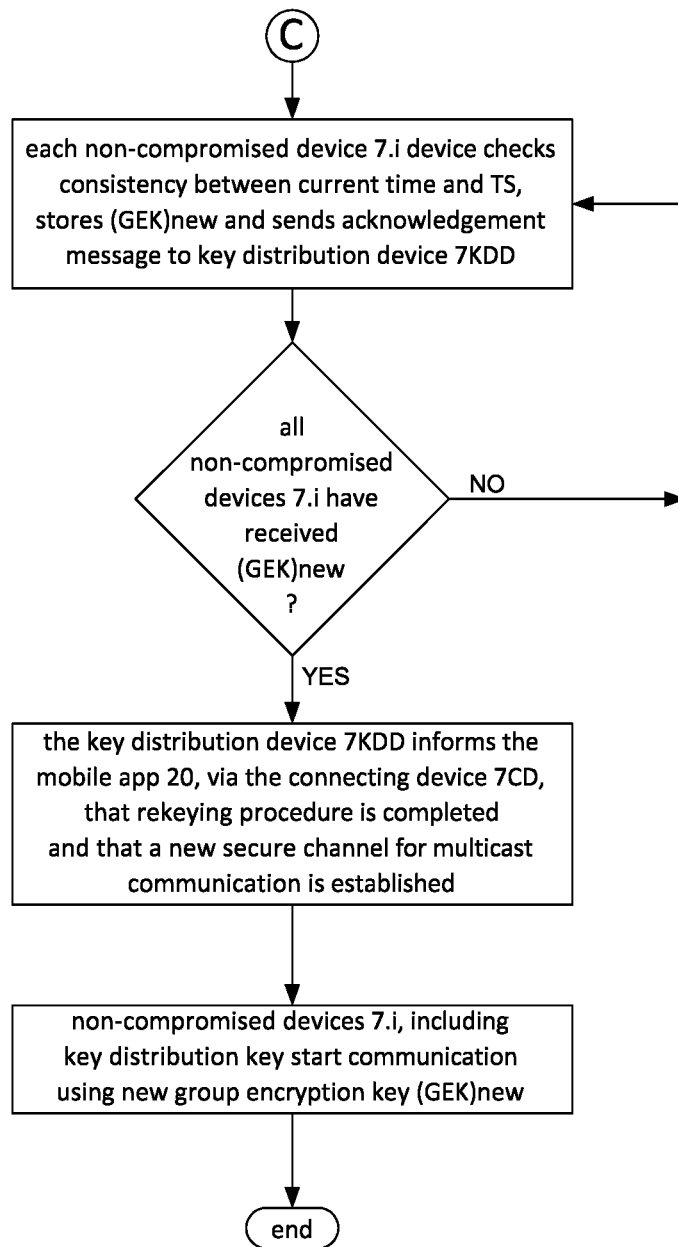 C
each non-compromised device 7.i device checks
consistency between current time and TS,
stores (GEK)new and sends acknowledgement
message to key distribution device 7KDD
all
non-compromised
devices 7.i have
received
(GEK)new
?
NO
YES
the key distribution device 7KDD informs the
mobile app 20, via the connecting device 7CD,
that rekeying procedure is completed
and that a new secure channel for multicast
communication is established
non-compromised devices 7.i, including
key distribution key start communication
using new group encryption key (GEK)new
end